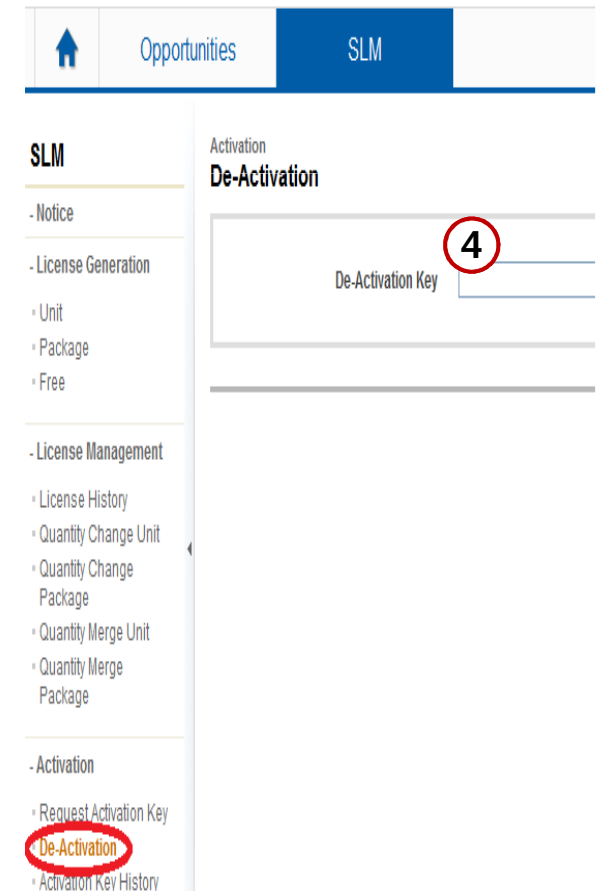 Opportunities
SLM
SLM
- Notice
- License Generation
Unit
Package
Free
- License Management
License History
Quantity Change Unit
Quantity Change
Package
Quantity Merge Unit
Quantity Merge
Package
- Activation
Request Activation Key
De-Activation
Activation Key History
Activation
De-Activation
4
De-Activation Key